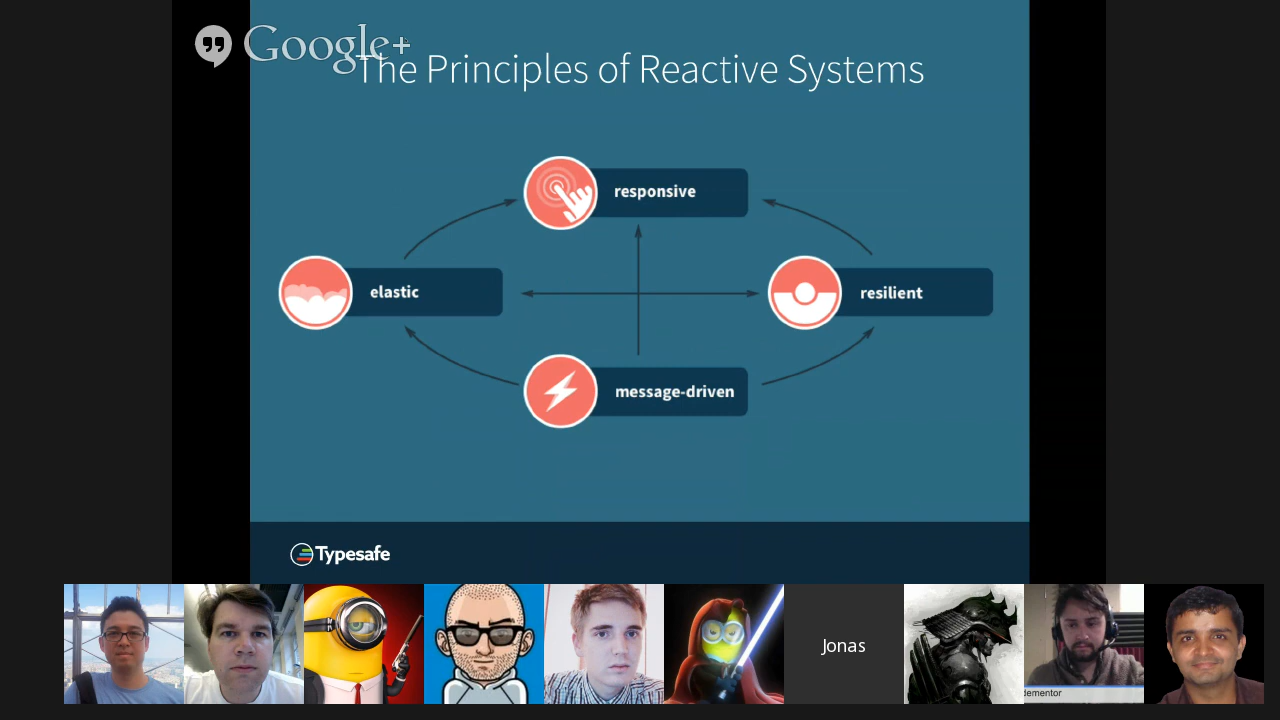 Google+
The Principles of Reactive Systems
responsive
elastic
resilient
message-driven
Typesafe
Jonas
dementor